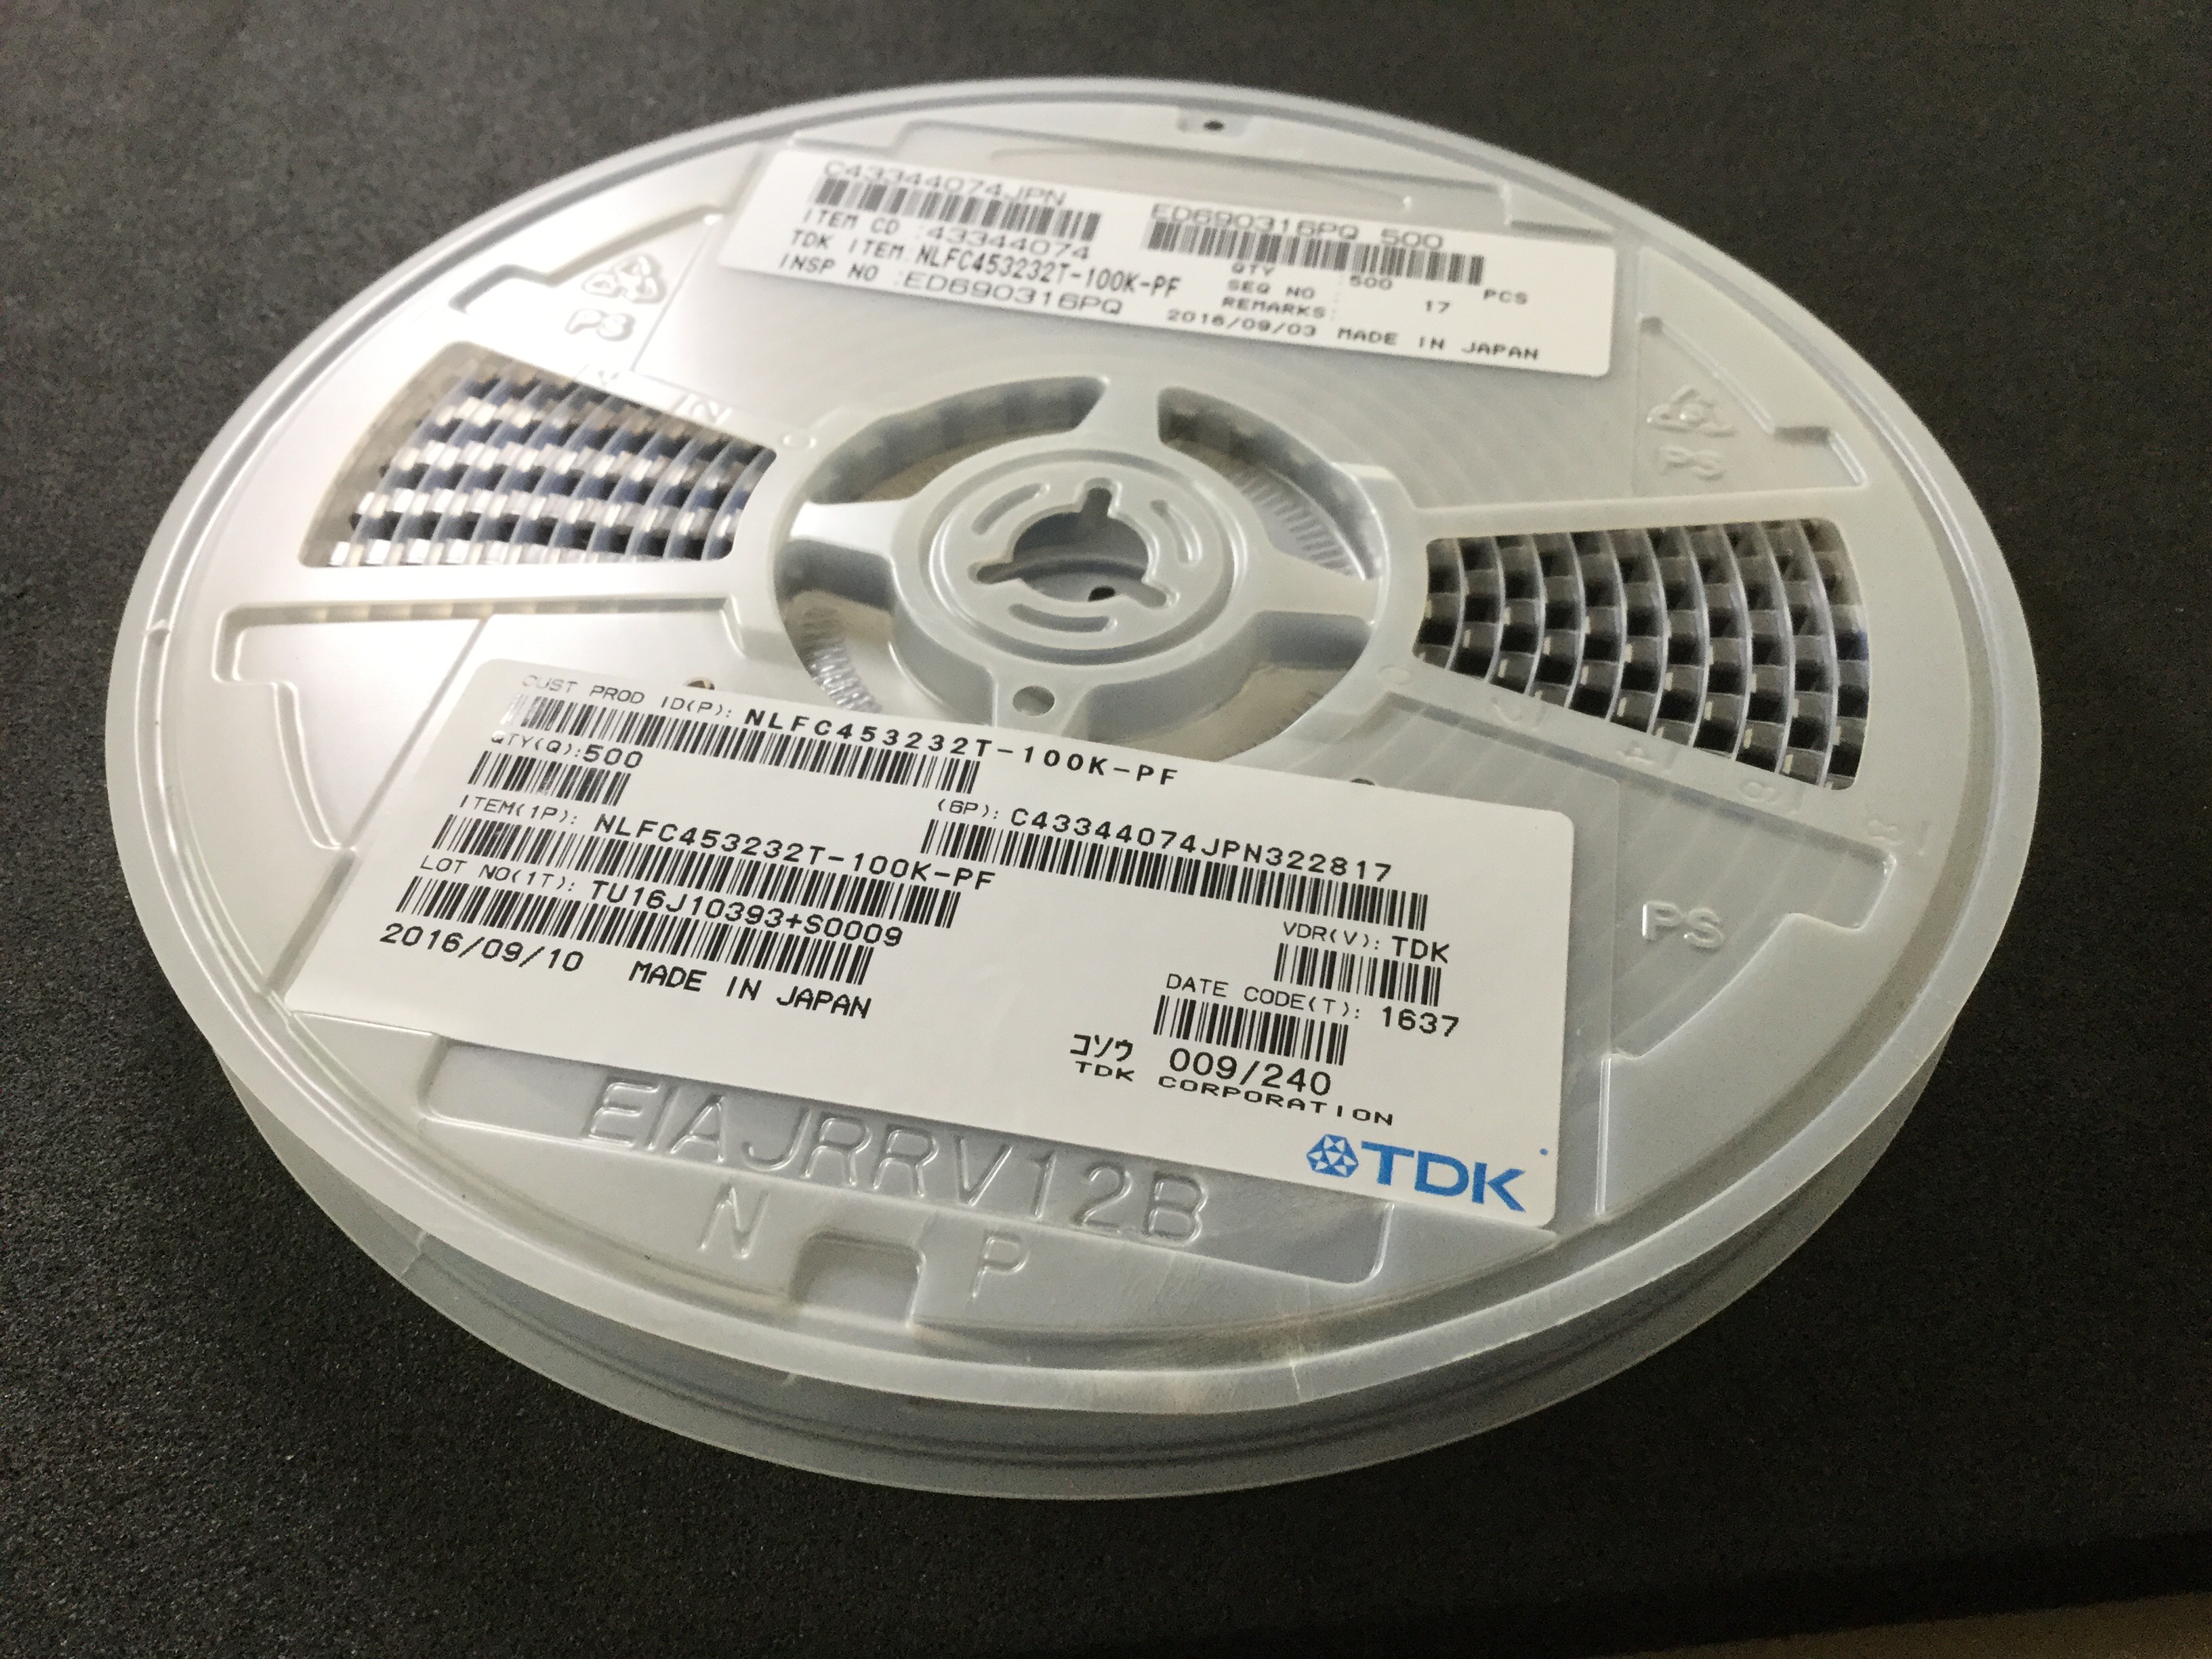 C43344074JPN
ED690316PQ 500
ITEM CD :43344074
TDK ITEM NLFC453232T-100K-PF
INSP NO :ED690316PQ
QTY 500 PCS
SEQ NO : 17
REMARKS:
2016/09/03 MADE IN JAPAN
PS
PS
CUST PROD ID(P): NLFC453232T-100K-PF
QTY(Q):500
(6P): C43344074JPN322817
ITEM(1P): NLFC453232T-100K-PF
LOT NO(1T): TU16J10393+S0009
2016/09/10 MADE IN JAPAN
VDR(V): TDK
DATE CODE(T): 1637
コソウ 009/240
TDK CORPORATION
TDK
PS
EIAJRRV12B
N P